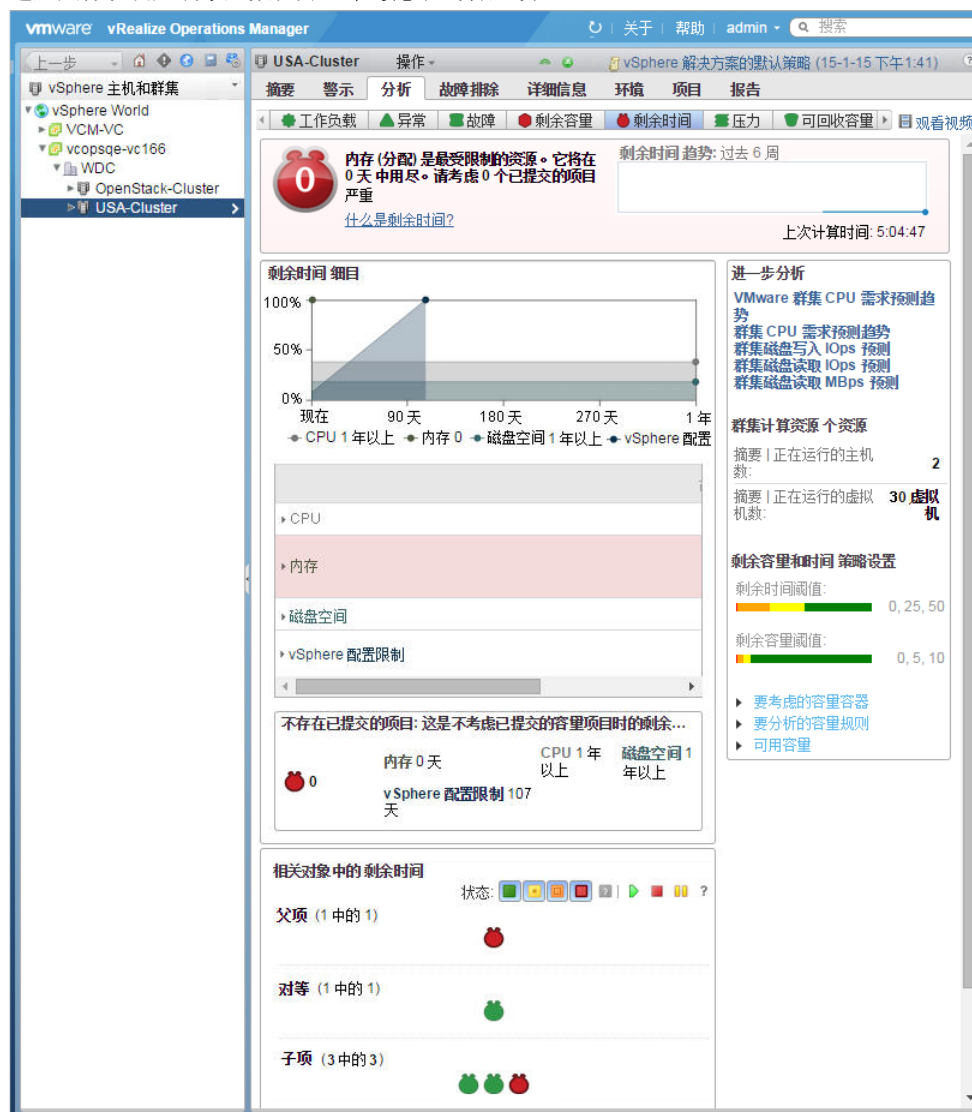 vmware vRealize Operations Manager
关于 帮助 admin 搜索
上一步
USA-Cluster 操作 vSphere 解决方案的默认策略 (15-1-15 下午1:41)
vSphere 主机和群集
摘要 警示 分析 故障排除 详细信息 环境 项目 报告
vSphere World
VCM-VC
vcopsqe-vc166
WDC
OpenStack-Cluster
USA-Cluster
工作负载 异常 故障 剩余容量 剩余时间 压力 可回收容量 观看视频
0
内存 (分配) 是最受限制的资源。它将在
0 天 中用尽。请考虑 0 个已提交的项目
严重
什么是剩余时间?
剩余时间 趋势: 过去 6 周
上次计算时间: 5:04:47
剩余时间 细目
100%
50%
0%
现在 90 天 180 天 270 天 1 年
CPU 1 年以上 内存 0 磁盘空间 1 年以上 vSphere 配置
CPU
内存
磁盘空间
vSphere 配置限制
不存在已提交的项目: 这是不考虑已提交的容量项目时的剩余...
0
内存 0 天
CPU 1 年
以上
磁盘空间 1
年以上
vSphere 配置限制 107
天
进一步分析
VMware 群集 CPU 需求预测趋
势
群集 CPU 需求预测趋势
群集磁盘写入 IOps 预测
群集磁盘读取 IOps 预测
群集磁盘读取 MBps 预测
群集计算资源 个资源
摘要 | 正在运行的主机
数:
2
摘要 | 正在运行的虚拟
机数:
30 虚拟
机
剩余容量和时间 策略设置
剩余时间阈值:
0, 25, 50
剩余容量阈值:
0, 5, 10
要考虑的容量容器
要分析的容量规则
可用容量
相关对象中的 剩余时间
状态: ? ?
父项 (1 中的 1)
对等 (1 中的 1)
子项 (3 中的 3)